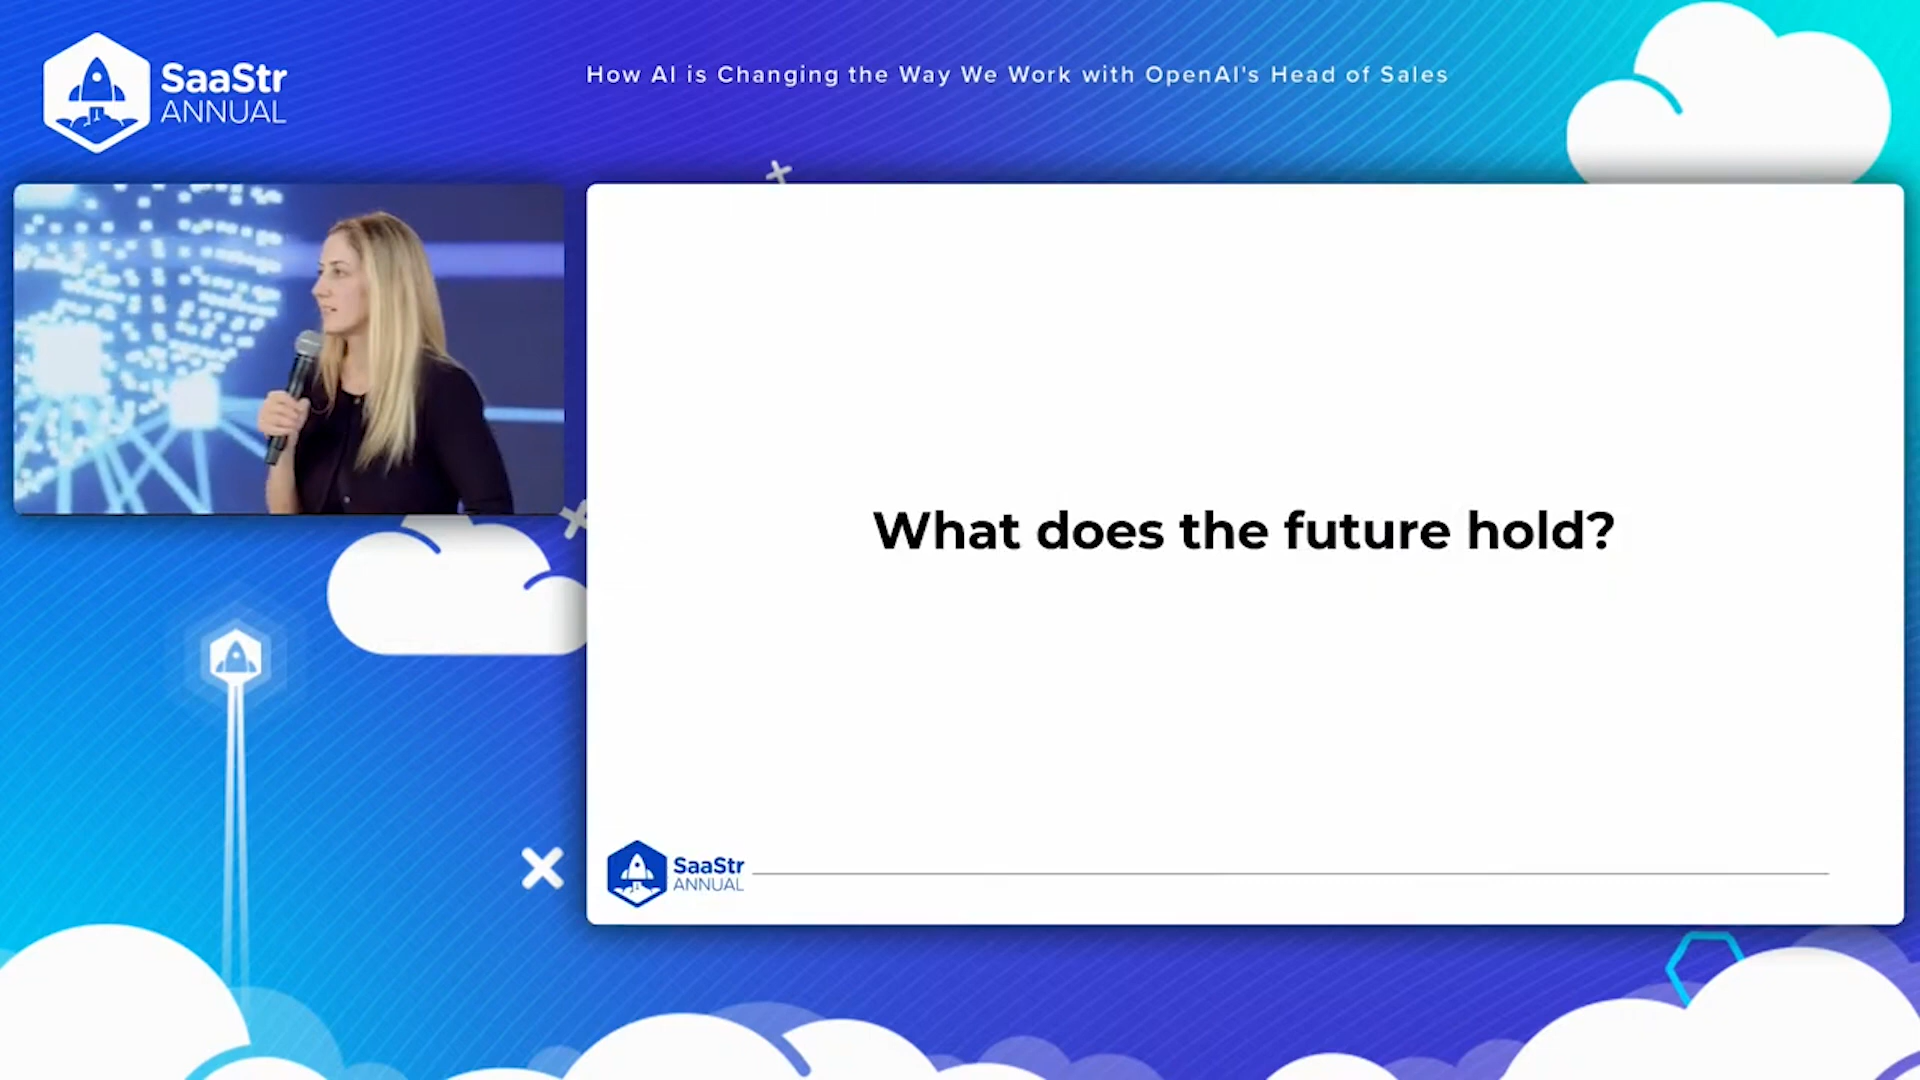 SaaStr
ANNUAL
How AI is Changing the Way We Work with OpenAI's Head of Sales
What does the future hold?
SaaStr
ANNUAL